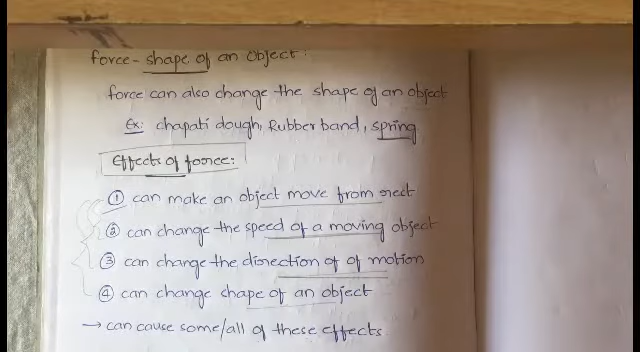 force - shape of an object:
force can also change the shape of an object
Ex: chapati dough, Rubber band, spring
Effects of force:
① can make an object move from rest
② can change the speed of a moving object
③ can change the direction of of motion
④ can change shape of an object
→ can cause some/all of these effects